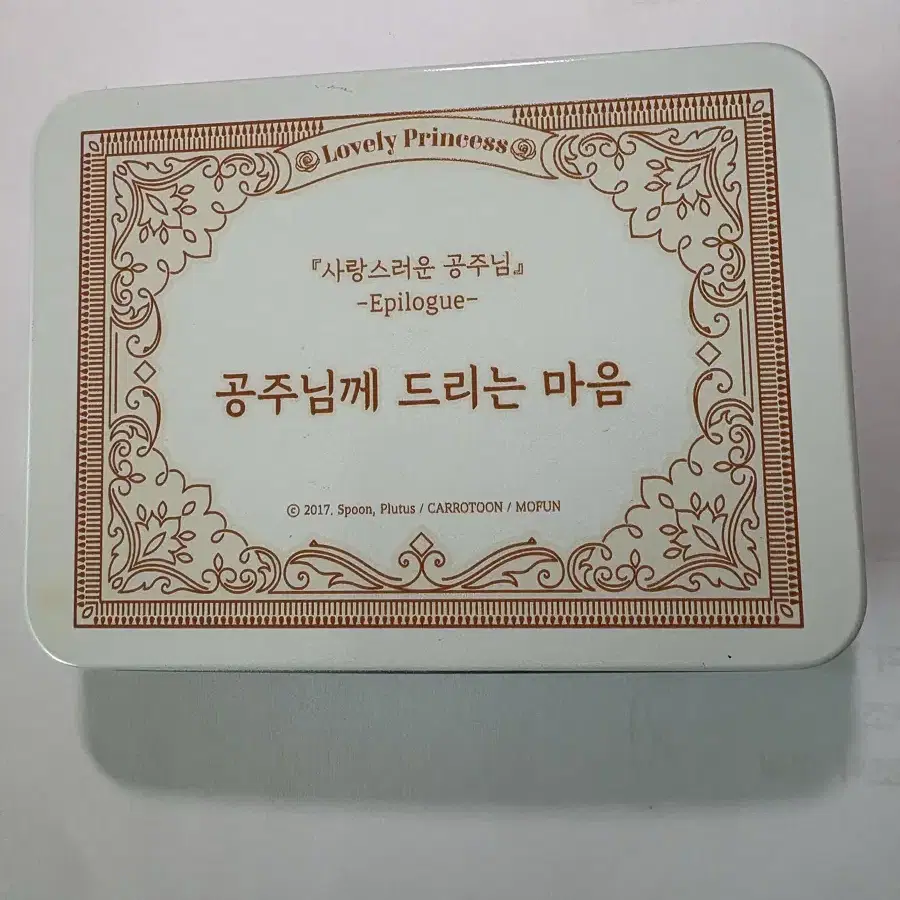 Lovely Princess
『사랑스러운 공주님』
-Epilogue-
공주님께 드리는 마음
© 2017. Spoon, Plutus / CARROTOON / MOFUN